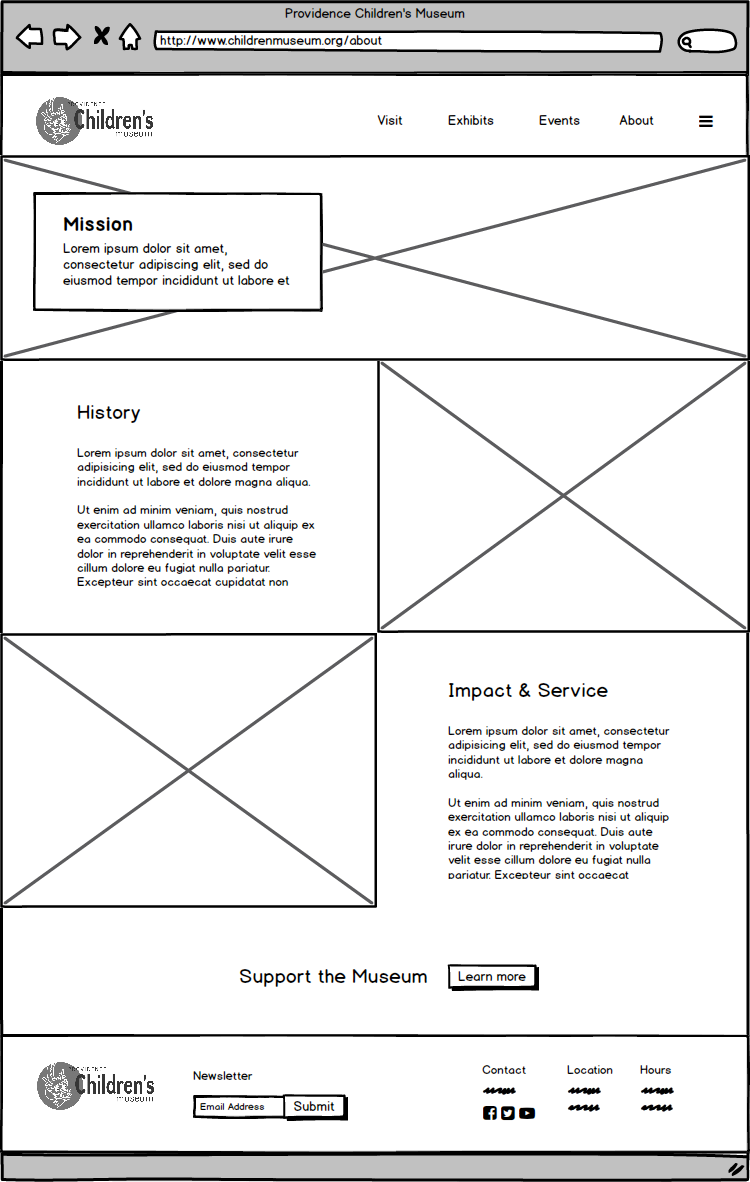 Providence Children's Museum
http://www.childrenmuseum.org/about
PROVIDENCE
Children's
museum
Visit
Exhibits
Events
About
Mission
Lorem ipsum dolor sit amet,
consectetur adipiscing elit, sed do
eiusmod tempor incididunt ut labore et
History
Lorem ipsum dolor sit amet, consectetur
adipisicing elit, sed do eiusmod tempor
incididunt ut labore et dolore magna aliqua.
Ut enim ad minim veniam, quis nostrud
exercitation ullamco laboris nisi ut aliquip ex
ea commodo consequat. Duis aute irure
dolor in reprehenderit in voluptate velit esse
cillum dolore eu fugiat nulla pariatur.
Excepteur sint occaecat cupidatat non
Impact & Service
Lorem ipsum dolor sit amet, consectetur
adipisicing elit, sed do eiusmod tempor
incididunt ut labore et dolore magna
aliqua.
Ut enim ad minim veniam, quis nostrud
exercitation ullamco laboris nisi ut aliquip
ex ea commodo consequat. Duis aute
irure dolor in reprehenderit in voluptate
velit esse cillum dolore eu fugiat nulla
pariatur. Excepteur sint occaecat
Support the Museum
Learn more
PROVIDENCE
Children's
museum
Newsletter
Email Address
Submit
Contact
Location
Hours